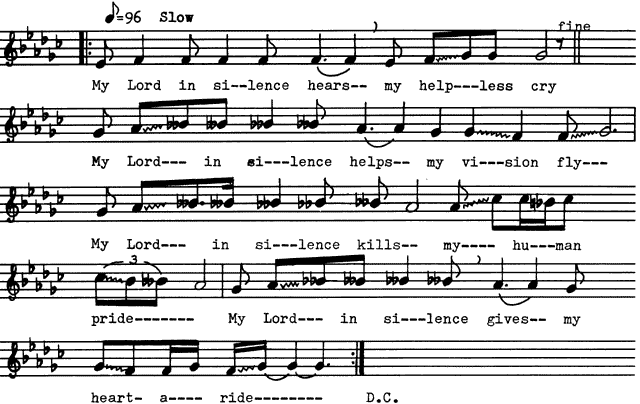 ♪=96 Slow
fine
My Lord in si--lence hears-- my help---less cry
My Lord--- in si---lence helps-- my vi---sion fly---
My Lord--- in si---lence kills-- my---- hu---man
3
pride------- My Lord--- in si---lence gives-- my
heart- a---- ride-------- D.C.